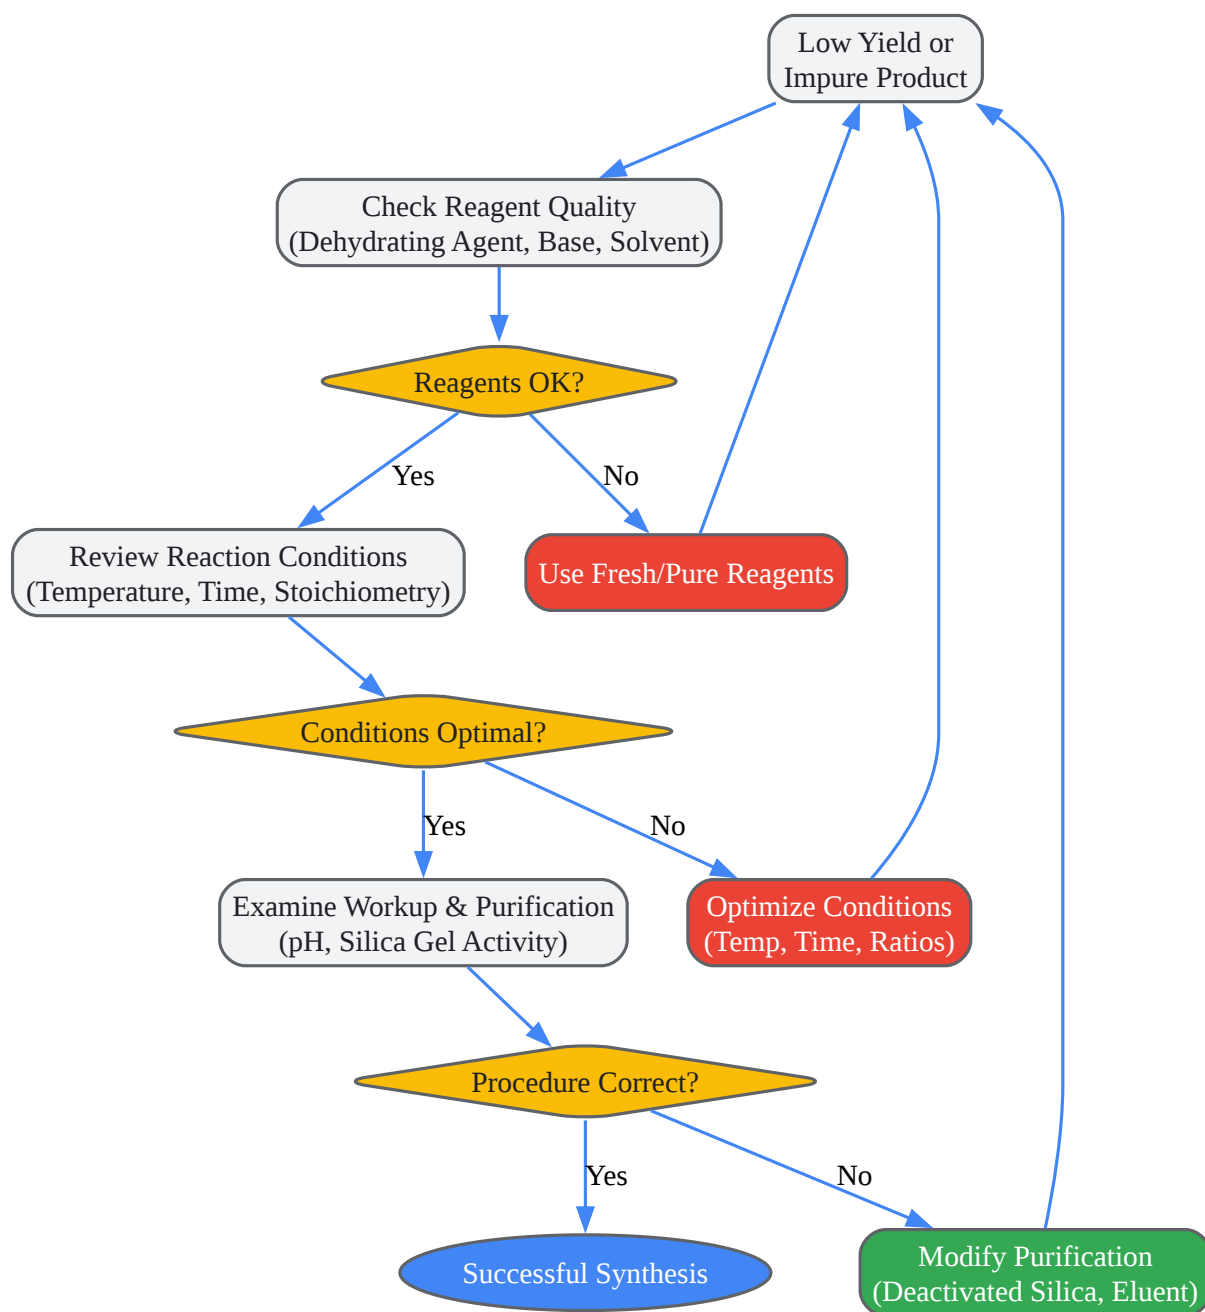 Low Yield or
Impure Product
Check Reagent Quality
(Dehydrating Agent, Base, Solvent)
Reagents OK?
Yes
No
Review Reaction Conditions
(Temperature, Time, Stoichiometry)
Use Fresh/Pure Reagents
Conditions Optimal?
Yes
No
Examine Workup & Purification
(pH, Silica Gel Activity)
Optimize Conditions
(Temp, Time, Ratios)
Procedure Correct?
Yes
No
Successful Synthesis
Modify Purification
(Deactivated Silica, Eluent)